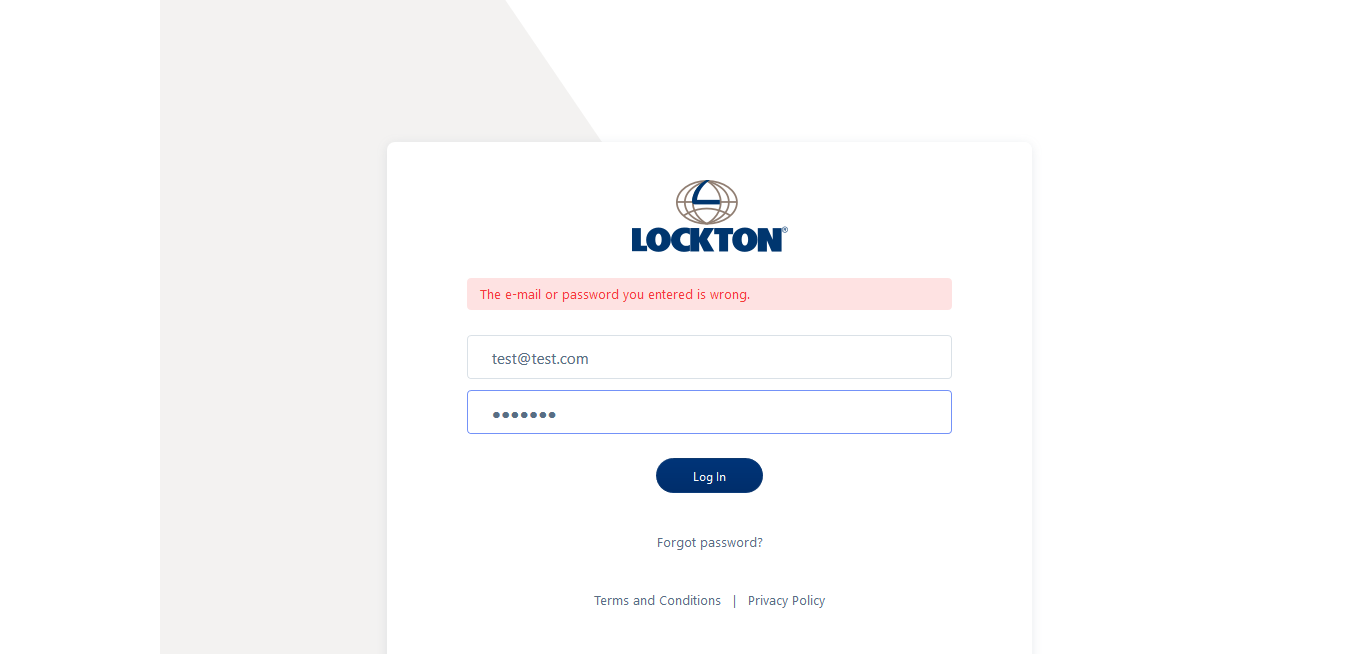 LOCKTON®
The e-mail or password you entered is wrong.
test@test.com
•••••••
Log In
Forgot password?
Terms and Conditions | Privacy Policy